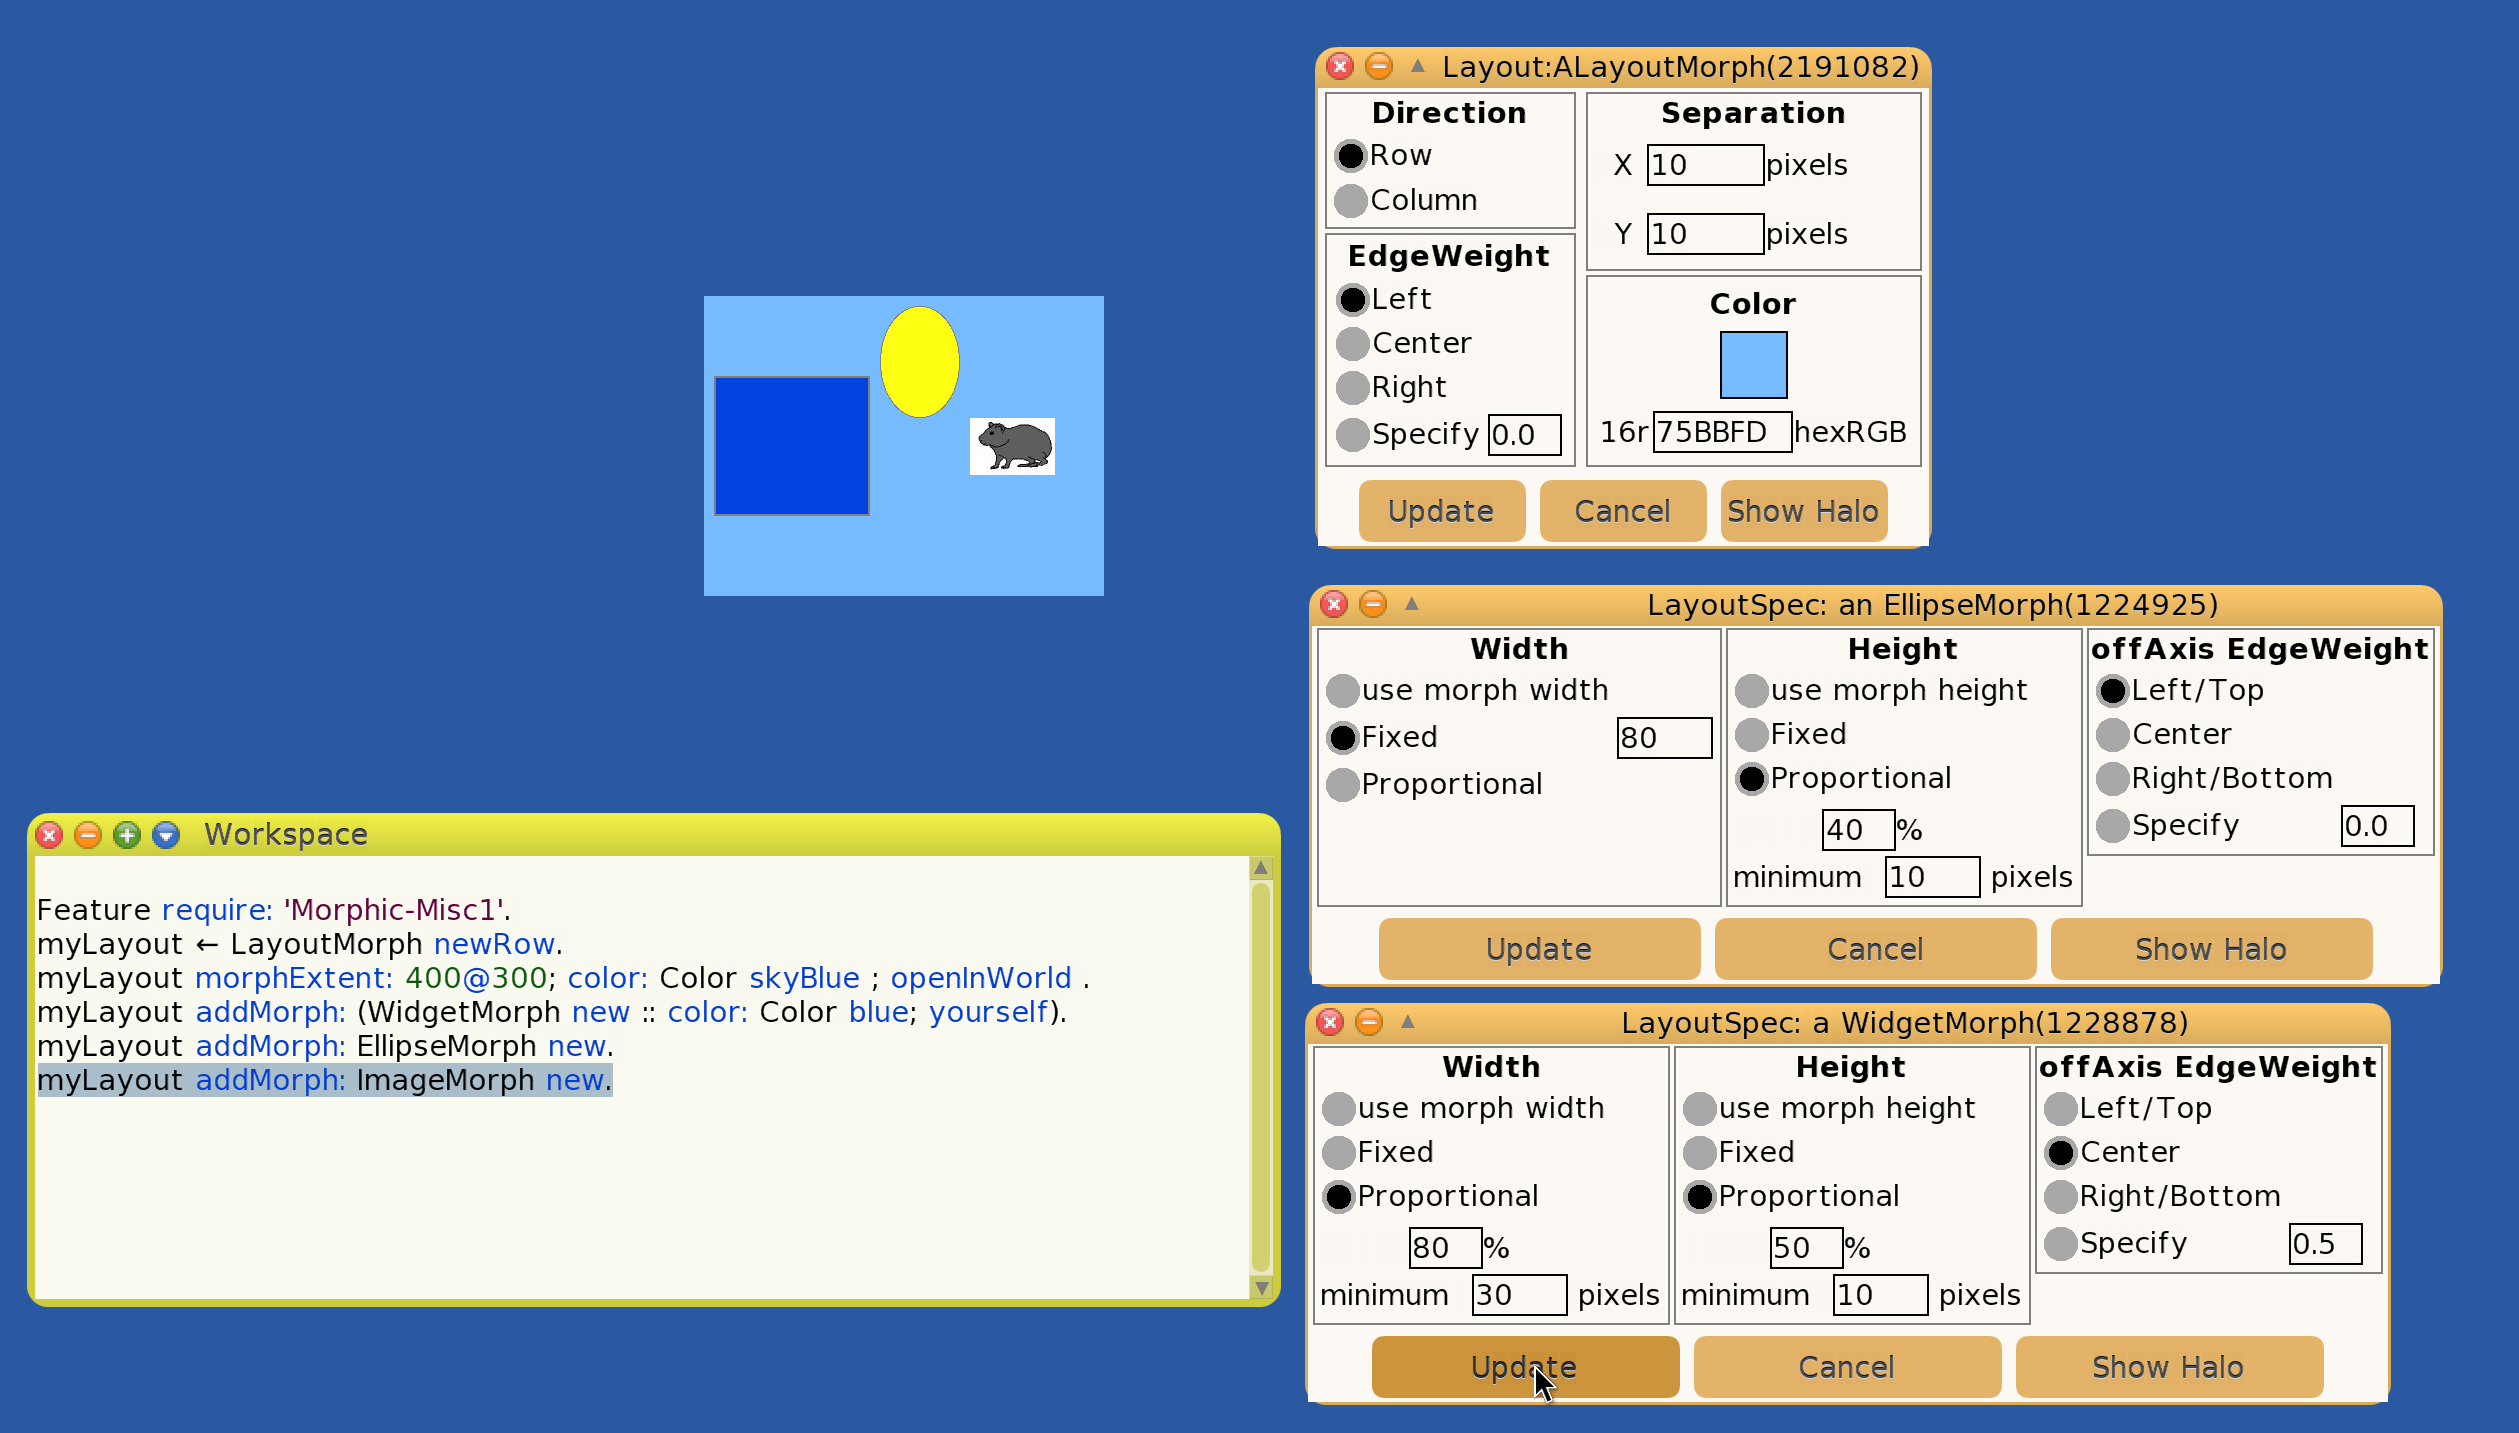 Layout:ALayoutMorph(2191082)
Direction
Row
Column
EdgeWeight
Left
Center
Right
Specify 0.0
Separation
X 10 pixels
Y 10 pixels
Color
16r 75BBFD hexRGB
Update Cancel Show Halo
LayoutSpec: an EllipseMorph(1224925)
Width
use morph width
Fixed 80
Proportional
Height
use morph height
Fixed
Proportional
40 %
minimum 10 pixels
offAxis EdgeWeight
Left/Top
Center
Right/Bottom
Specify 0.0
Update Cancel Show Halo
Workspace
Feature require: 'Morphic-Misc1'.
myLayout ← LayoutMorph newRow.
myLayout morphExtent: 400@300; color: Color skyBlue ; openInWorld .
myLayout addMorph: (WidgetMorph new :: color: Color blue; yourself).
myLayout addMorph: EllipseMorph new.
myLayout addMorph: ImageMorph new.
LayoutSpec: a WidgetMorph(1228878)
Width
use morph width
Fixed
Proportional
80 %
minimum 30 pixels
Height
use morph height
Fixed
Proportional
50 %
minimum 10 pixels
offAxis EdgeWeight
Left/Top
Center
Right/Bottom
Specify 0.5
Update Cancel Show Halo